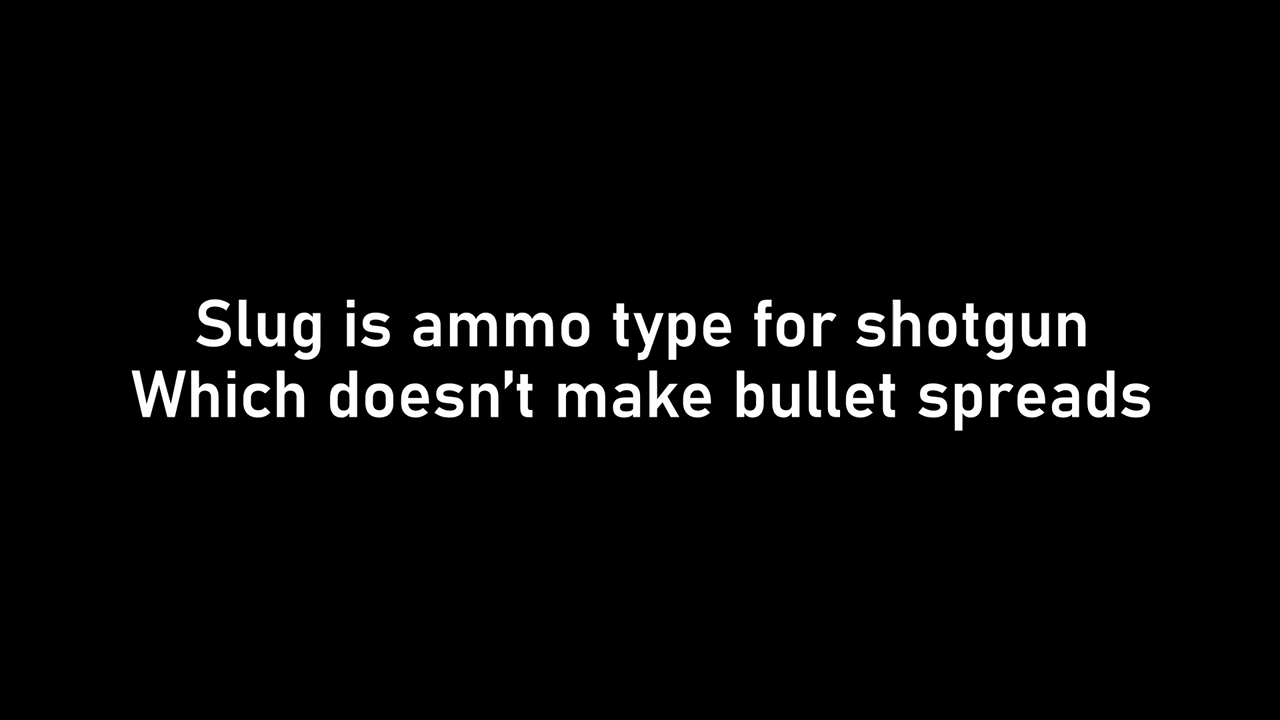 Slug is ammo type for shotgun
Which doesn't make bullet spreads